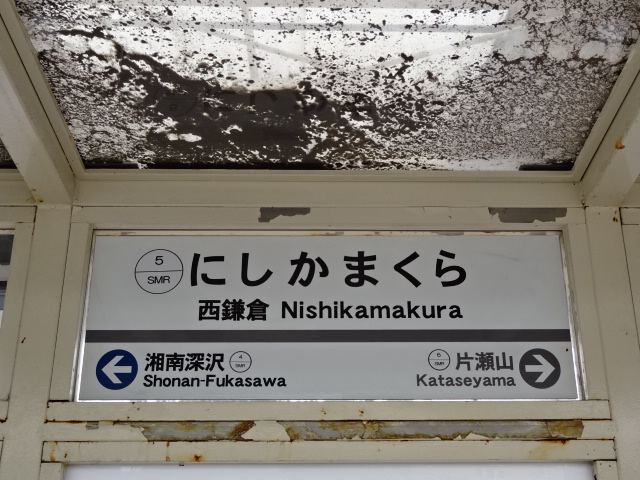 5
SMR
にしかまくら
西鎌倉 Nishikamakura
湘南深沢 4 SMR
Shonan-Fukasawa
6 SMR 片瀬山
Kataseyama